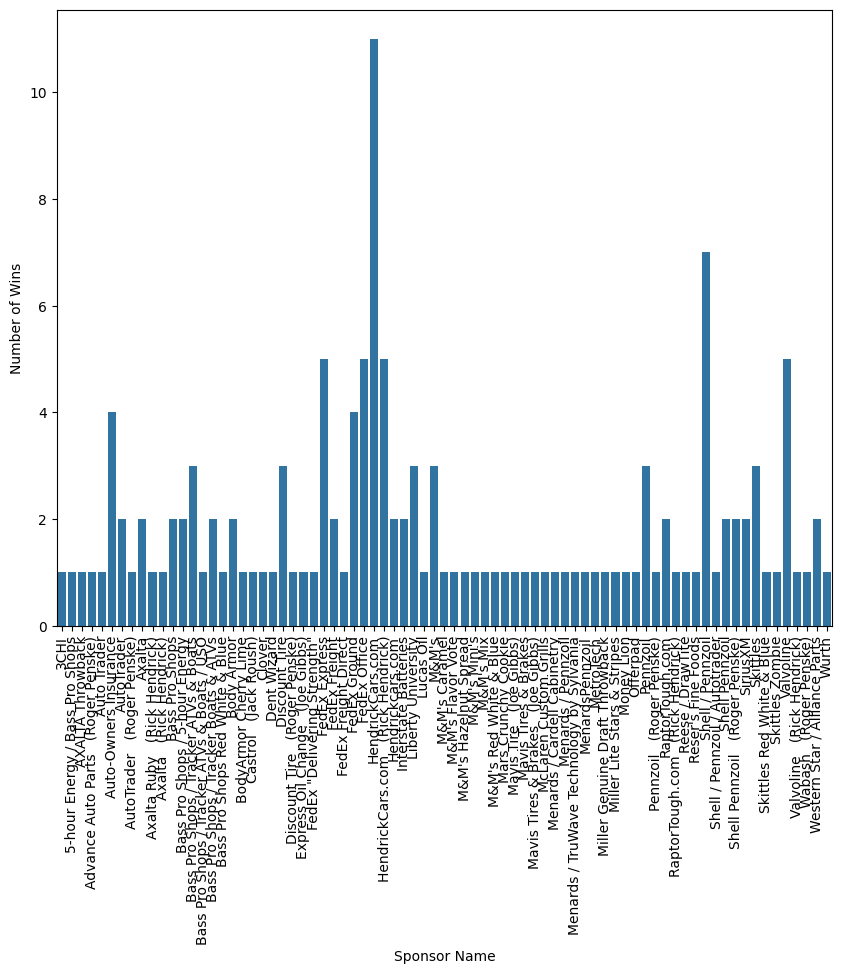 10
8
6
4
2
0
Number of Wins
3CHI
5-hour Energy / Bass Pro Shops
AXALTA Throwback
Advance Auto Parts   (Roger Penske)
Auto Trader
Auto-Owners Insurance
AutoTrader
AutoTrader   (Roger Penske)
Axalta
Axalta Ruby   (Rick Hendrick)
Axalta   (Rick Hendrick)
Bass Pro Shops
Bass Pro Shops / 5-hour Energy
Bass Pro Shops / Tracker ATVs & Boats
Bass Pro Shops / Tracker ATVs & Boats / USO
Bass Pro Shops / Tracker Boats & ATVs
Bass Pro Shops Red White & Blue
Body Armor
BodyArmor Cherry Lime
Castrol   (Jack Roush)
Clover
Dent Wizard
Discount Tire
Discount Tire   (Roger Penske)
Express Oil Change   (Joe Gibbs)
FedEx "Delivering Strength"
FedEx Express
FedEx Freight
FedEx Freight Direct
FedEx Ground
FedEx Office
HendrickCars.com
HendrickCars.com   (Rick Hendrick)
HendrickCars.com
Interstate Batteries
Liberty University
Lucas Oil
M&M's
M&M's Caramel
M&M's Flavor Vote
M&M's Hazelnut Spread
M&M's Mini's
M&M's Mix
M&M's Red White & Blue
Mars Crunchy Cookie
Mavis Tire   (Joe Gibbs)
Mavis Tires & Brakes
Mavis Tires & Brakes   (Joe Gibbs)
McLaren Custom Grills
Menards / Cardell Cabinetry
Menards / Pennzoil
Menards / TruWave Technology by Sylvania
MenardsPennzoil
MetroTech
Miller Genuine Draft Throwback
Miller Lite Stars & Stripes
Money Lion
Offerpad
Pennzoil
Pennzoil   (Roger Penske)
RaptorTough.com
RaptorTough.com   (Rick Hendrick)
Reese / DrawTite
Reser's Fine Foods
Shell / Pennzoil
Shell / Pennzoil / Autotrader
Shell Pennzoil
Shell Pennzoil   (Roger Penske)
SiriusXM
Skittles
Skittles Red White & Blue
Skittles Zombie
Valvoline
Valvoline   (Rick Hendrick)
Wabash   (Roger Penske)
Western Star / Alliance Parts
Wurth
Sponsor Name